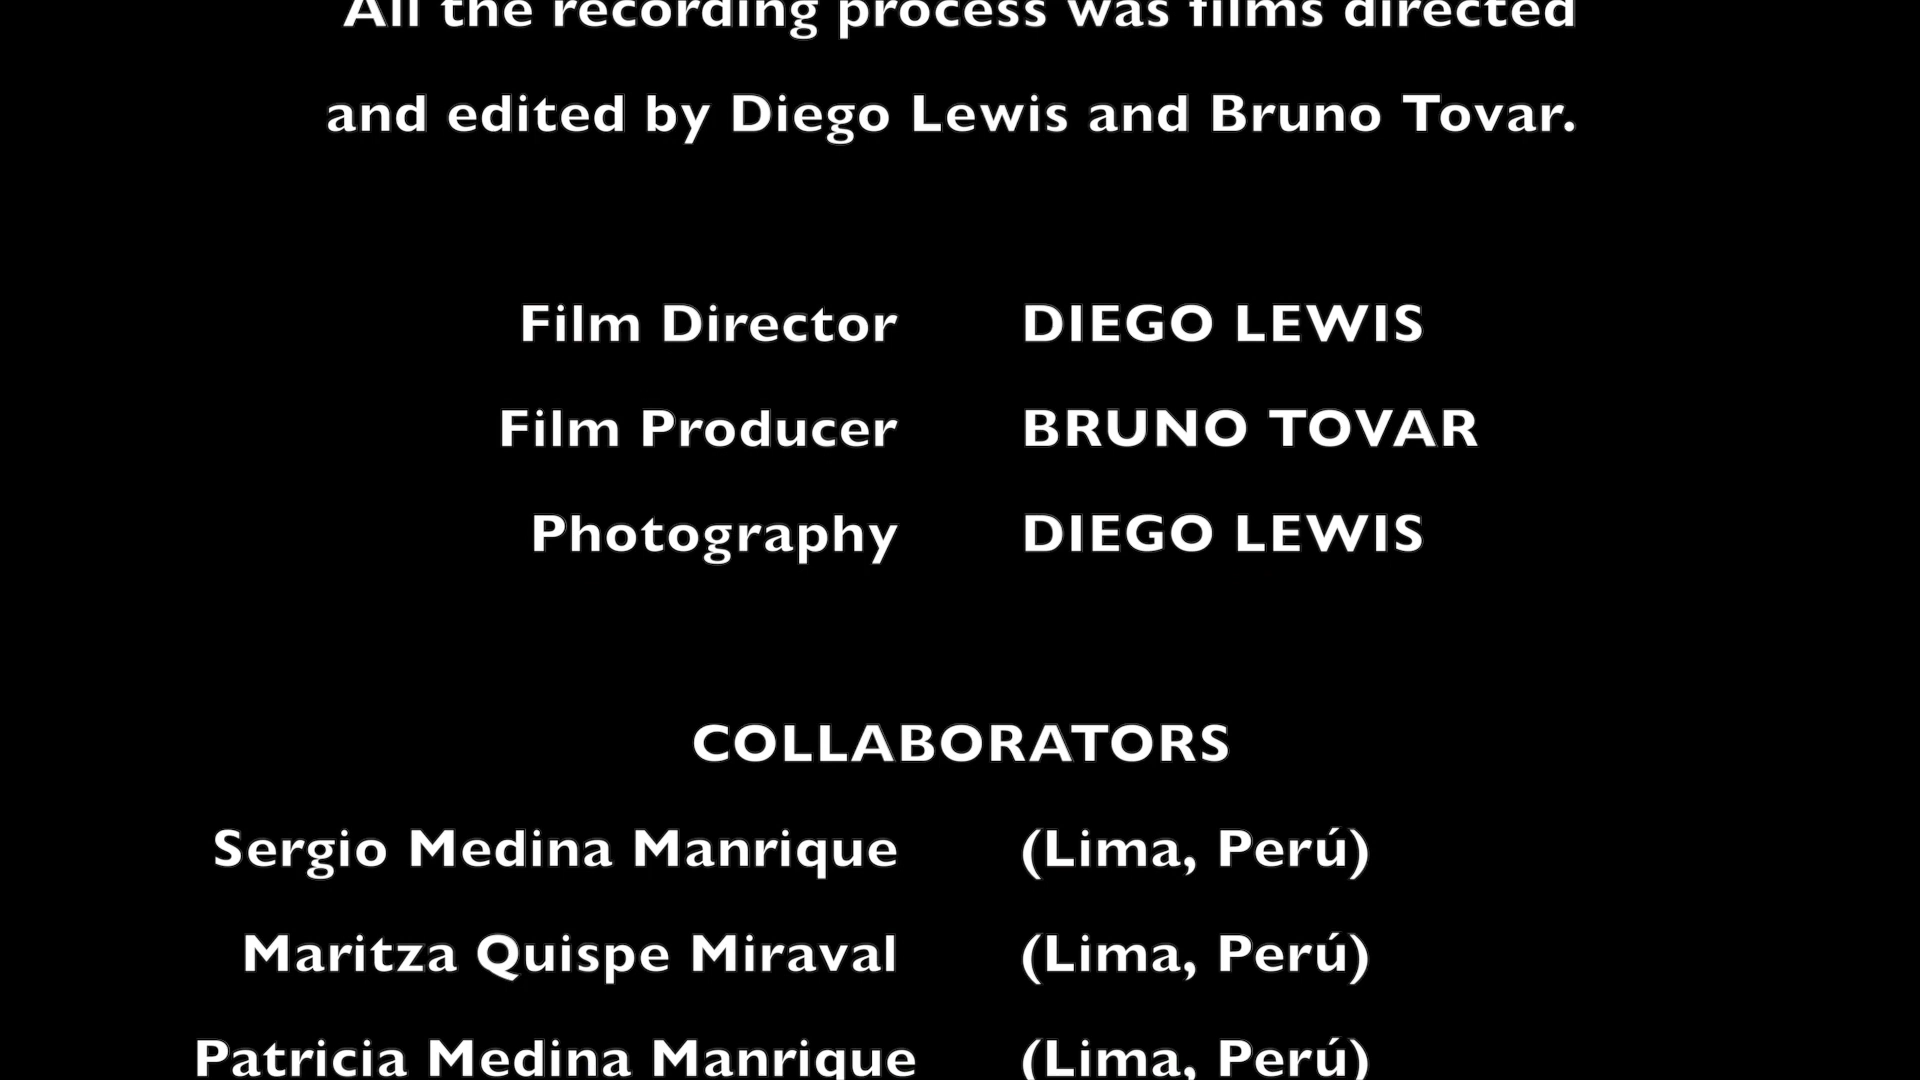 All the recording process was films directed
and edited by Diego Lewis and Bruno Tovar.
Film Director DIEGO LEWIS
Film Producer BRUNO TOVAR
Photography DIEGO LEWIS
COLLABORATORS
Sergio Medina Manrique (Lima, Perú)
Maritza Quispe Miraval (Lima, Perú)
Patricia Medina Manrique (Lima, Perú)